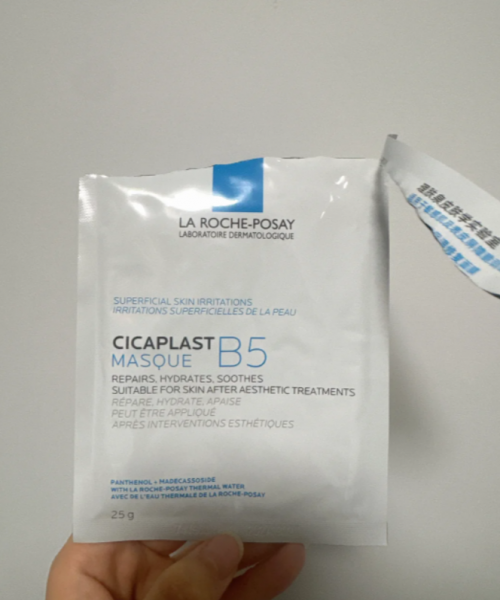 LA ROCHE-POSAY
LABORATOIRE DERMATOLOGIQUE
SUPERFICIAL SKIN IRRITATIONS
IRRITATIONS SUPERFICIELLES DE LA PEAU
CICAPLAST
MASQUE B5
REPAIRS, HYDRATES, SOOTHES
SUITABLE FOR SKIN AFTER AESTHETIC TREATMENTS
RÉPARE, HYDRATE, APAISE
PEUT ÊTRE APPLIQUÉ
APRÈS INTERVENTIONS ESTHÉTIQUES
PANTHENOL + MADECASSOSIDE
WITH LA ROCHE-POSAY THERMAL WATER
AVEC DE L'EAU THERMALE DE LA ROCHE-POSAY
25 g